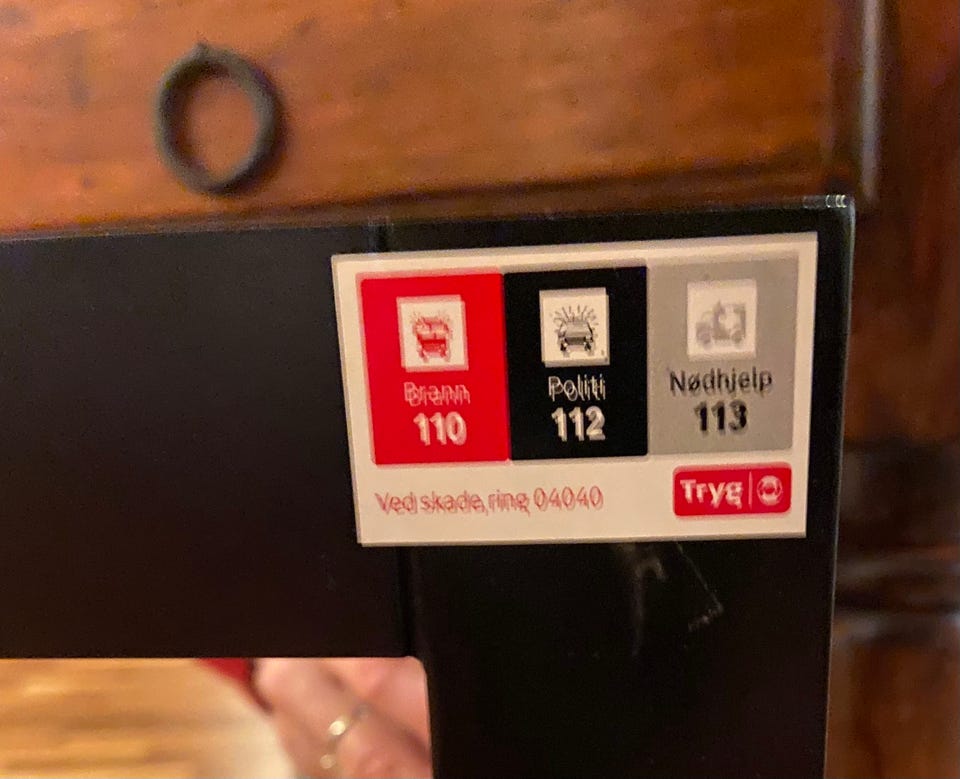 Brann
110
Politi
112
Nødhjelp
113
Ved skade, ring 04040
Tryg